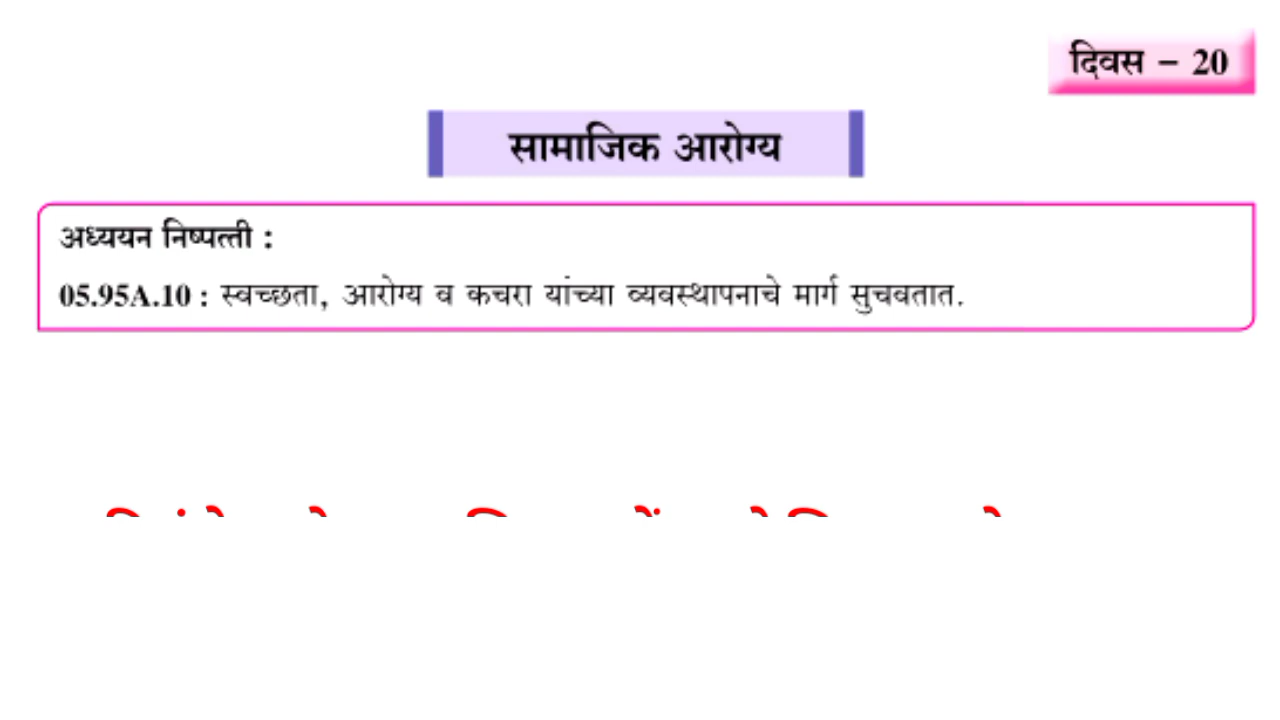 दिवस – 20
सामाजिक आरोग्य
अध्ययन निष्पत्ती :
05.95A.10 : स्वच्छता, आरोग्य व कचरा यांच्या व्यवस्थापनाचे मार्ग सुचवतात.